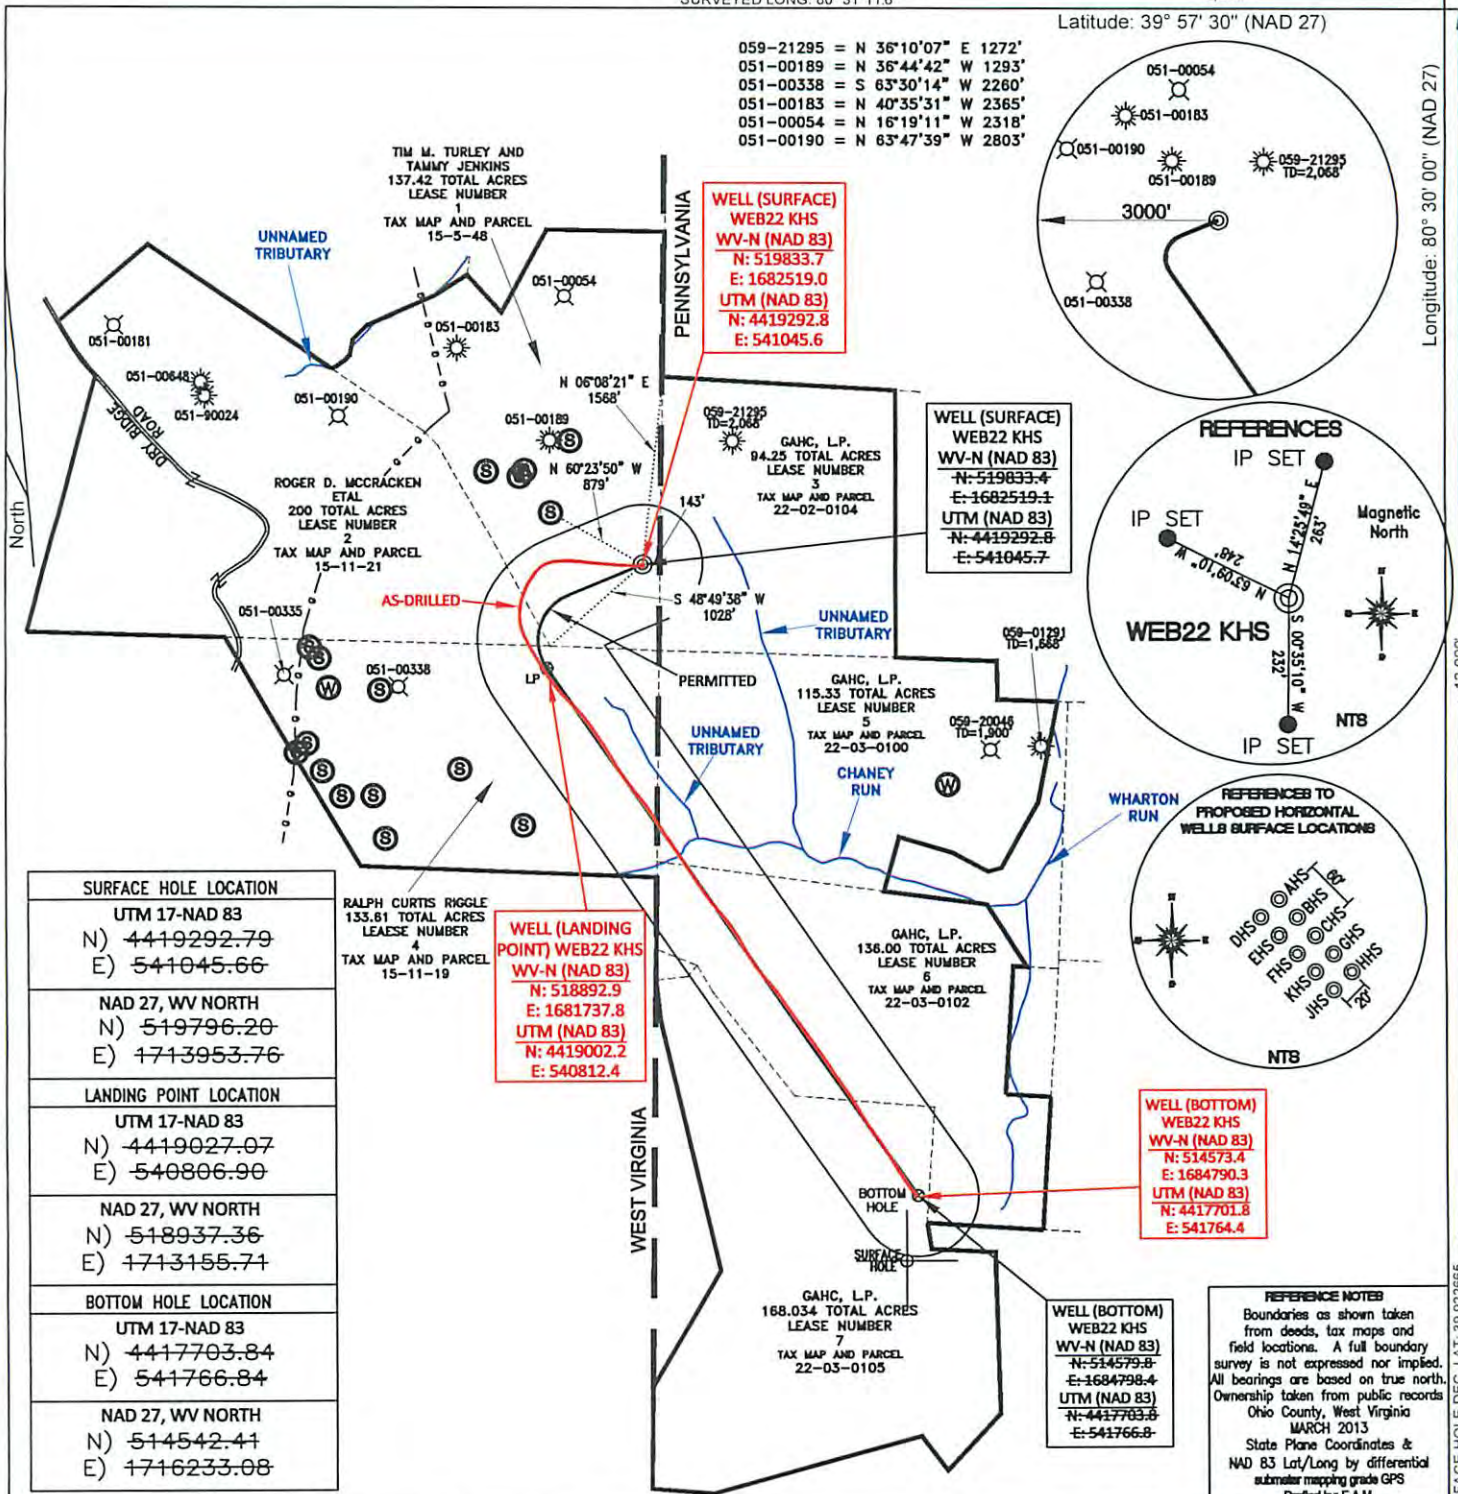 Latitude: 39° 57' 30" (NAD 27)
Longitude: 80° 30' 00" (NAD 27)
059-21295 = N 36°10'07" E 1272'
051-00189 = N 36°44'42" W 1293'
051-00338 = S 63°30'14" W 2260'
051-00183 = N 40°35'31" W 2365'
051-00054 = N 16°19'11" W 2318'
051-00190 = N 63°47'39" W 2803'
051-00054
051-00183
051-00190
051-00189
059-21295
TD=2,068'
3000'
051-00338
TIM M. TURLEY AND
TAMMY JENKINS
137.42 TOTAL ACRES
LEASE NUMBER
1
TAX MAP AND PARCEL
15-5-48
UNNAMED
TRIBUTARY
PENNSYLVANIA
WELL (SURFACE)
WEB22 KHS
WV-N (NAD 83)
N: 519833.7
E: 1682519.0
UTM (NAD 83)
N: 4419292.8
E: 541045.6
051-00054
051-00181
051-00183
051-00648
051-90024
051-00190
DRY RIDGE
ROAD
N 06°08'21" E
1568'
051-00189
059-21295
TD=2,068'
N 60°23'50" W
879'
GAHC, L.P.
94.25 TOTAL ACRES
LEASE NUMBER
3
TAX MAP AND PARCEL
22-02-0104
WELL (SURFACE)
WEB22 KHS
WV-N (NAD 83)
N: 519833.4
E: 1682519.1
UTM (NAD 83)
N: 4419292.8
E: 541045.7
REFERENCES
IP SET
IP SET
N 14°25'49" E
263'
N 63°09'10" W
248'
Magnetic
North
WEB22 KHS
S 00°35'10" W
232'
IP SET
NTS
North
ROGER D. MCCRACKEN
ETAL
200 TOTAL ACRES
LEASE NUMBER
2
TAX MAP AND PARCEL
15-11-21
143'
AS-DRILLED
S 48°49'38" W
1028'
UNNAMED
TRIBUTARY
051-00335
051-00338
LP
PERMITTED
059-01291
TD=1,668'
GAHC, L.P.
115.33 TOTAL ACRES
LEASE NUMBER
5
TAX MAP AND PARCEL
22-03-0100
059-20046
TD=1,900'
UNNAMED
TRIBUTARY
CHANEY
RUN
WHARTON
RUN
REFERENCES TO
PROPOSED HORIZONTAL
WELLS SURFACE LOCATIONS
AHS
60'
BHS
DHS
CHS
EHS
GHS
FHS
HHS
KHS
JHS
20'
NTS
RALPH CURTIS RIGGLE
133.61 TOTAL ACRES
LEAESE NUMBER
4
TAX MAP AND PARCEL
15-11-19
WELL (LANDING
POINT) WEB22 KHS
WV-N (NAD 83)
N: 518892.9
E: 1681737.8
UTM (NAD 83)
N: 4419002.2
E: 540812.4
GAHC, L.P.
136.00 TOTAL ACRES
LEASE NUMBER
6
TAX MAP AND PARCEL
22-03-0102
SURFACE HOLE LOCATION
UTM 17-NAD 83
N) 4419292.79
E) 541045.66
NAD 27, WV NORTH
N) 519796.20
E) 1713953.76
LANDING POINT LOCATION
UTM 17-NAD 83
N) 4419027.07
E) 540806.90
NAD 27, WV NORTH
N) 518937.36
E) 1713155.71
BOTTOM HOLE LOCATION
UTM 17-NAD 83
N) 4417703.84
E) 541766.84
NAD 27, WV NORTH
N) 514542.41
E) 1716233.08
WEST VIRGINIA
BOTTOM
HOLE
SURFACE
HOLE
WELL (BOTTOM)
WEB22 KHS
WV-N (NAD 83)
N: 514573.4
E: 1684790.3
UTM (NAD 83)
N: 4417701.8
E: 541764.4
GAHC, L.P.
168.034 TOTAL ACRES
LEASE NUMBER
7
TAX MAP AND PARCEL
22-03-0105
WELL (BOTTOM)
WEB22 KHS
WV-N (NAD 83)
N: 514579.8
E: 1684798.4
UTM (NAD 83)
N: 4417703.8
E: 541766.8
REFERENCE NOTES
Boundaries as shown taken
from deeds, tax maps and
field locations. A full boundary
survey is not expressed nor implied.
All bearings are based on true north.
Ownership taken from public records
Ohio County, West Virginia
MARCH 2013
State Plane Coordinates &
NAD 83 Lat/Long by differential
submeter mapping grade GPS